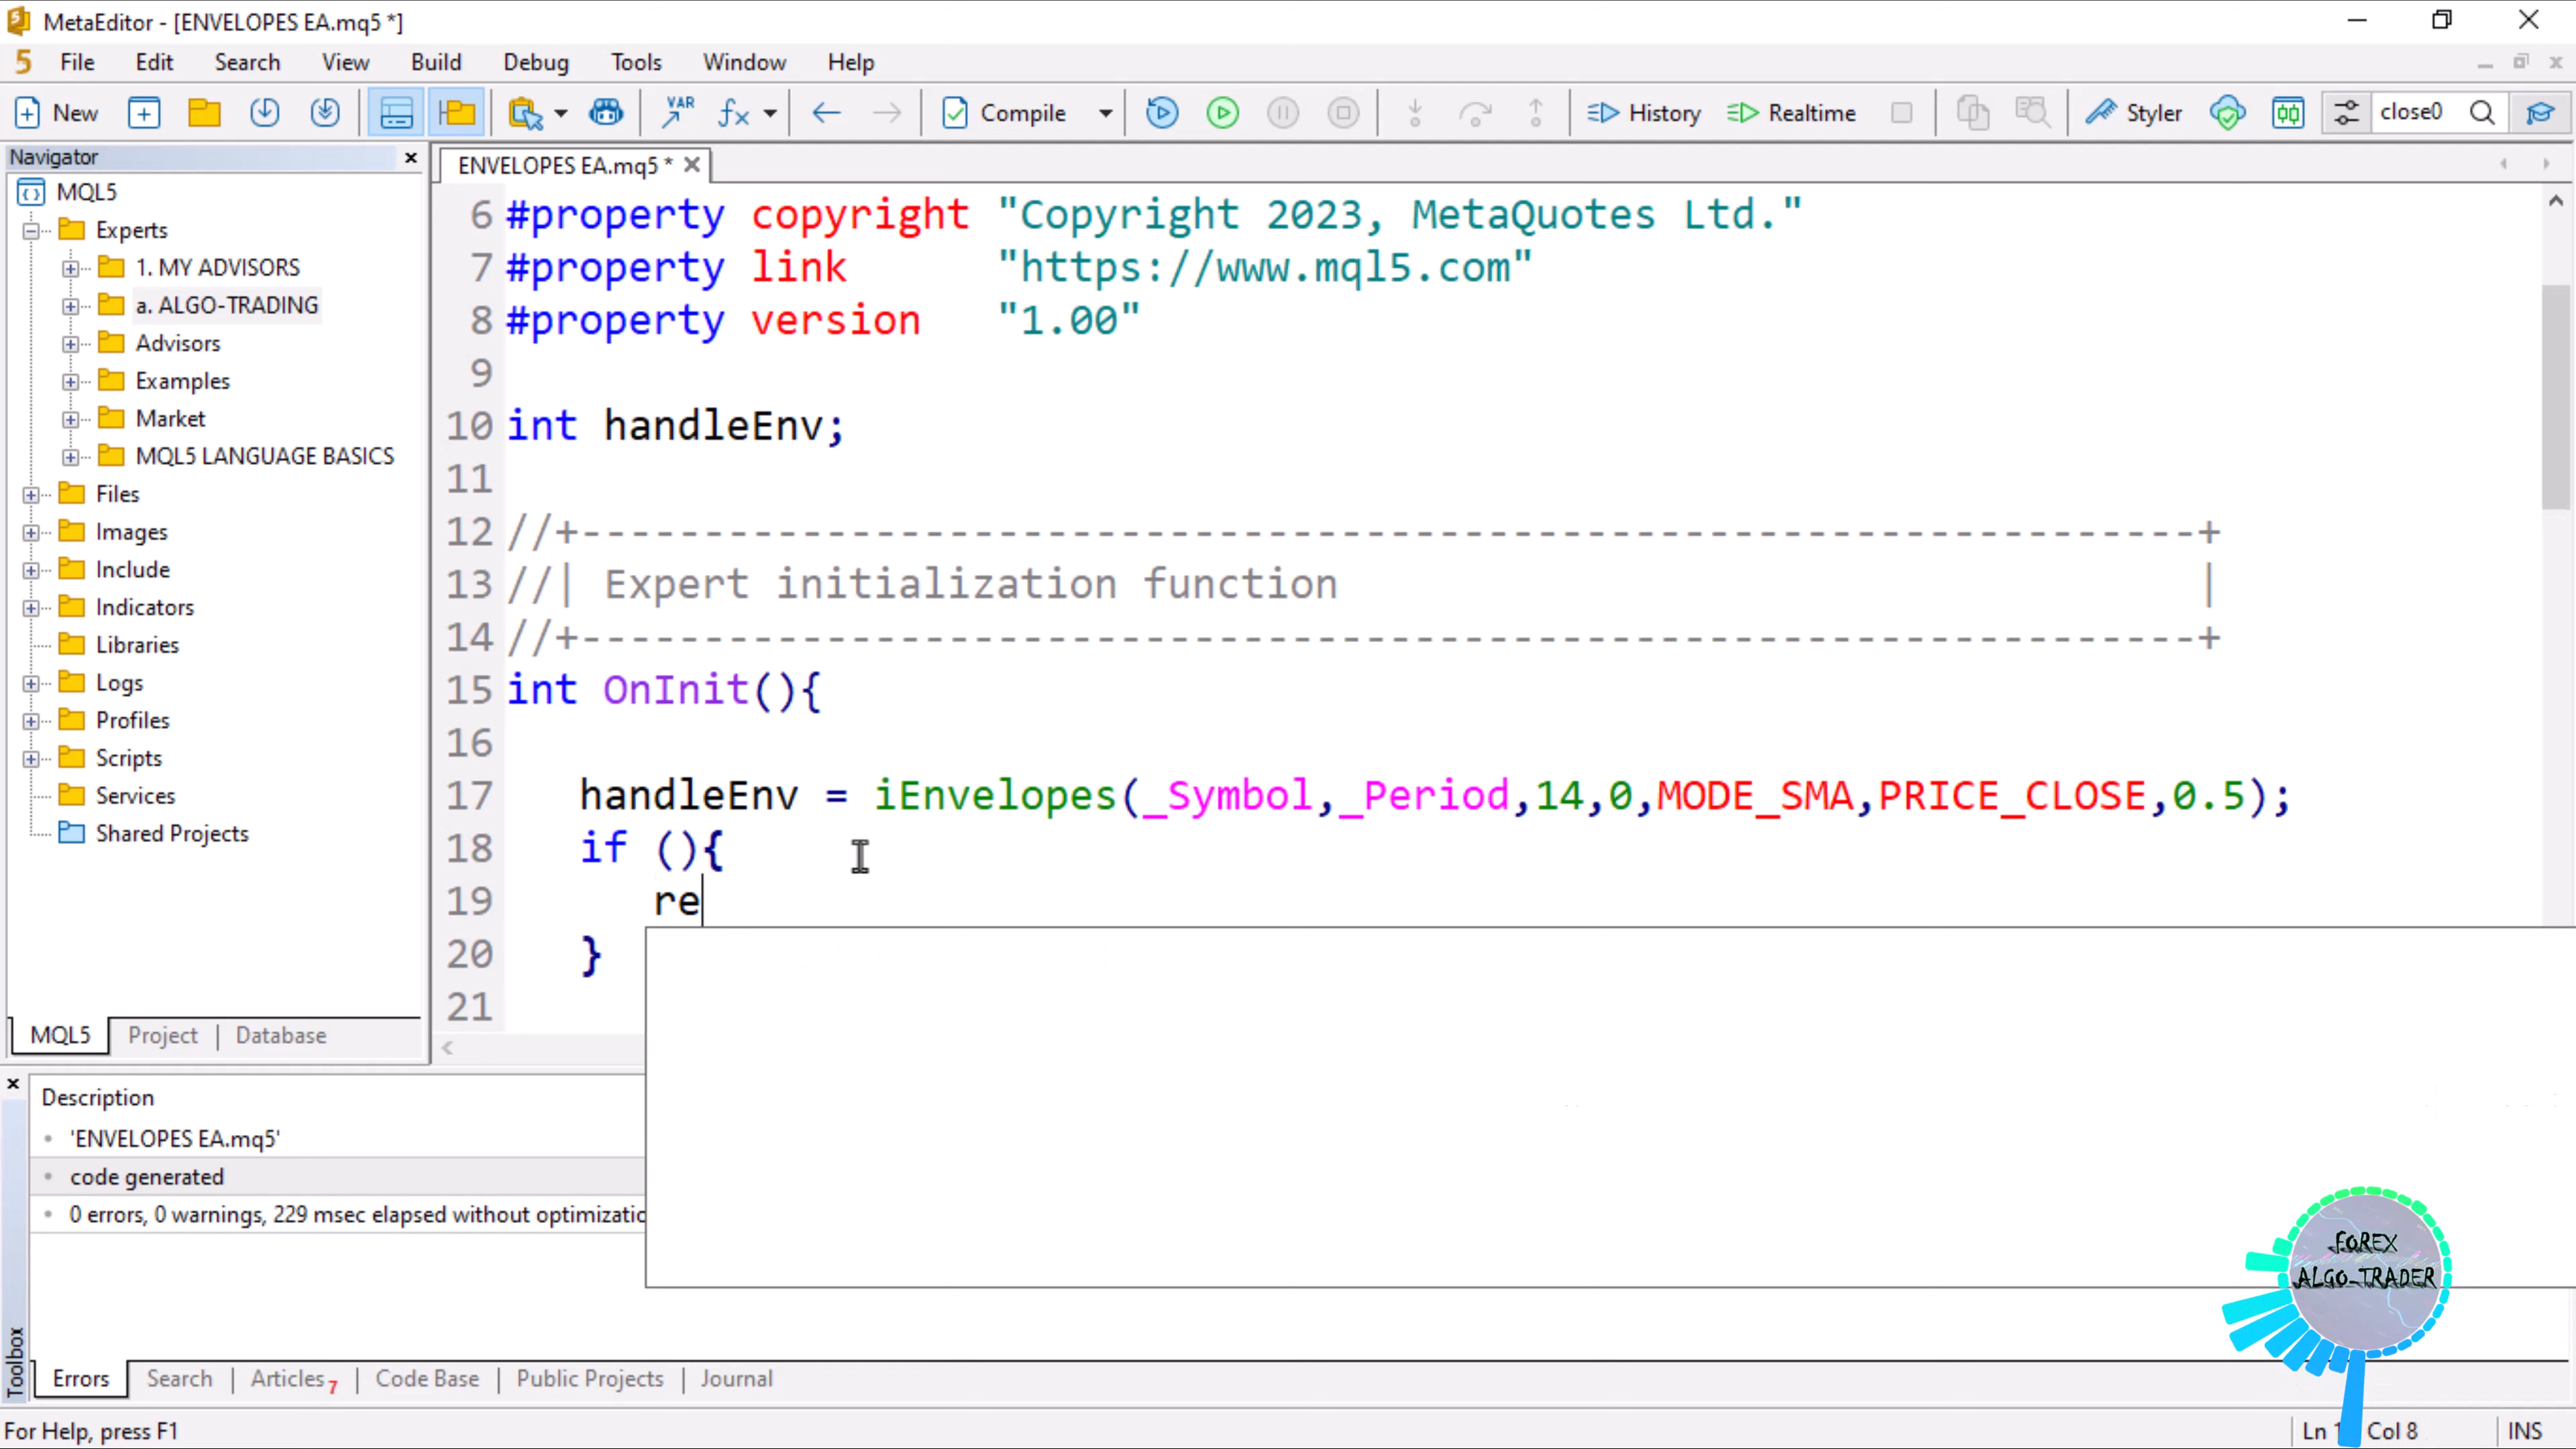 MetaEditor - [ENVELOPES EA.mq5 *]
5 File Edit Search View Build Debug Tools Window Help
New VAR fx Compile History Realtime Styler close0
Navigator
ENVELOPES EA.mq5 *
MQL5
Experts
1. MY ADVISORS
a. ALGO-TRADING
Advisors
Examples
Market
MQL5 LANGUAGE BASICS
Files
Images
Include
Indicators
Libraries
Logs
Profiles
Scripts
Services
Shared Projects
MQL5 Project Database
6 #property copyright "Copyright 2023, MetaQuotes Ltd."
7 #property link "https://www.mql5.com"
8 #property version "1.00"
9
10 int handleEnv;
11
12 //+------------------------------------------------------------------+
13 //| Expert initialization function |
14 //+------------------------------------------------------------------+
15 int OnInit(){
16
17 handleEnv = iEnvelopes(_Symbol,_Period,14,0,MODE_SMA,PRICE_CLOSE,0.5);
18 if (){
19 re
20 }
21
Description
'ENVELOPES EA.mq5'
code generated
0 errors, 0 warnings, 229 msec elapsed without
Toolbox
Errors Search Articles 7 Code Base Public Projects Journal
FOREX
ALGO-TRADER
For Help, press F1
Ln Col 8 INS